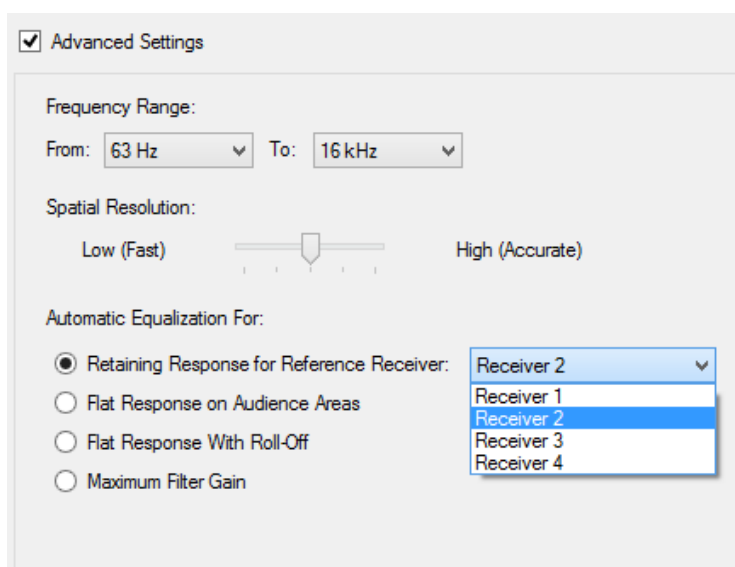 Advanced Settings
Frequency Range:
From: 63 Hz To: 16 kHz
Spatial Resolution:
Low (Fast) High (Accurate)
Automatic Equalization For:
Retaining Response for Reference Receiver: Receiver 2
Receiver 1
Flat Response on Audience Areas Receiver 2
Flat Response With Roll-Off Receiver 3
Receiver 4
Maximum Filter Gain